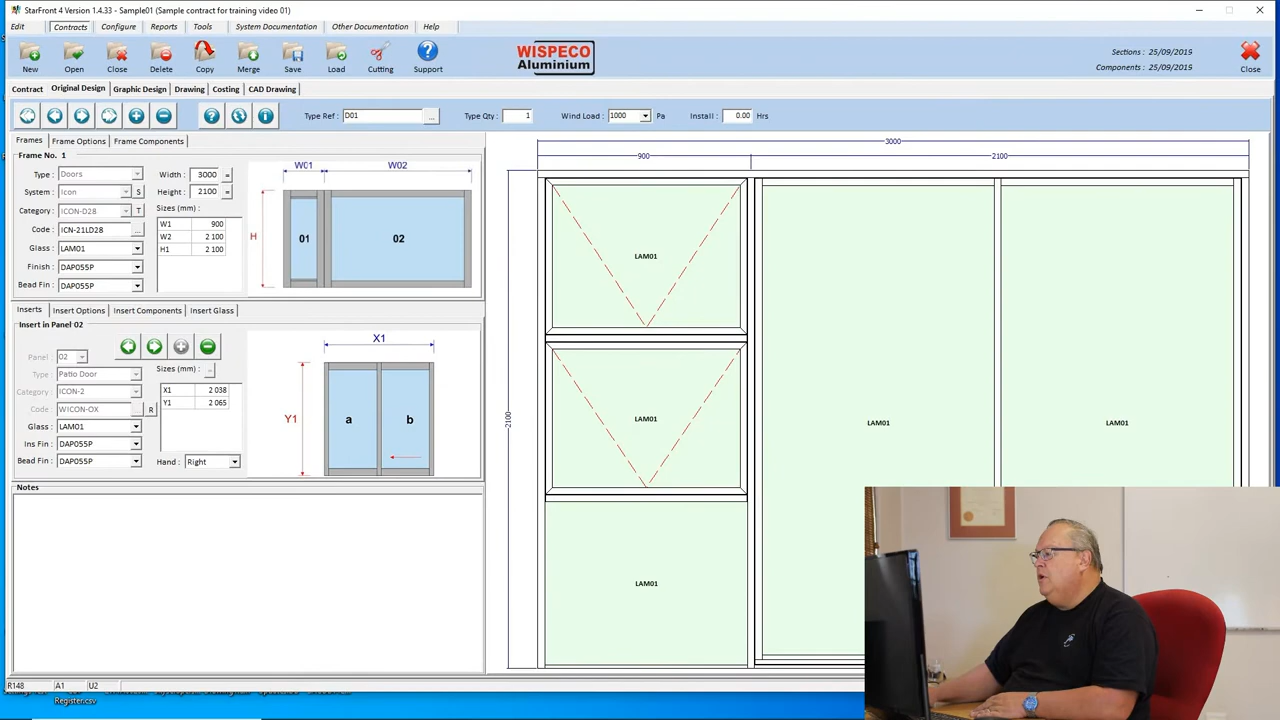 StarFront 4 Version 1.4.33 - Sample01 (Sample contract for training video 01)
Edit Contracts Configure Reports Tools System Documentation Other Documentation Help
New Open Close Delete Copy Merge Save Load Cutting Support
WISPECO
Aluminium
Sections : 25/09/2019
Components : 25/09/2019
Close
Contract Original Design Graphic Design Drawing Costing CAD Drawing
Type Ref : D01 ... Type Qty : 1 Wind Load : 1000 Pa Install : 0.00 Hrs
Frames Frame Options Frame Components
Frame No. 1
Type : Doors
System : Icon S
Category : ICON-D28 T
Code : ICN-21LD28 ...
Glass : LAM01
Finish : DAP055P
Bead Fin : DAP055P
Width : 3000 =
Height : 2100 =
Sizes (mm) :
W1 900
W2 2 100
H1 2 100
W01 W02
H
01 02
Inserts Insert Options Insert Components Insert Glass
Insert in Panel 02
Panel : 02
Type : Patio Door
Category : ICON-2
Code : WICON-OX R
Glass : LAM01
Ins Fin : DAP055P
Bead Fin : DAP055P
Sizes (mm) :
X1 2 038
Y1 2 065
Hand : Right
X1
Y1
a b
Notes
3000
900 2100
2100
LAM01
LAM01
LAM01
LAM01
LAM01
R148 A1 U2
Register.csv